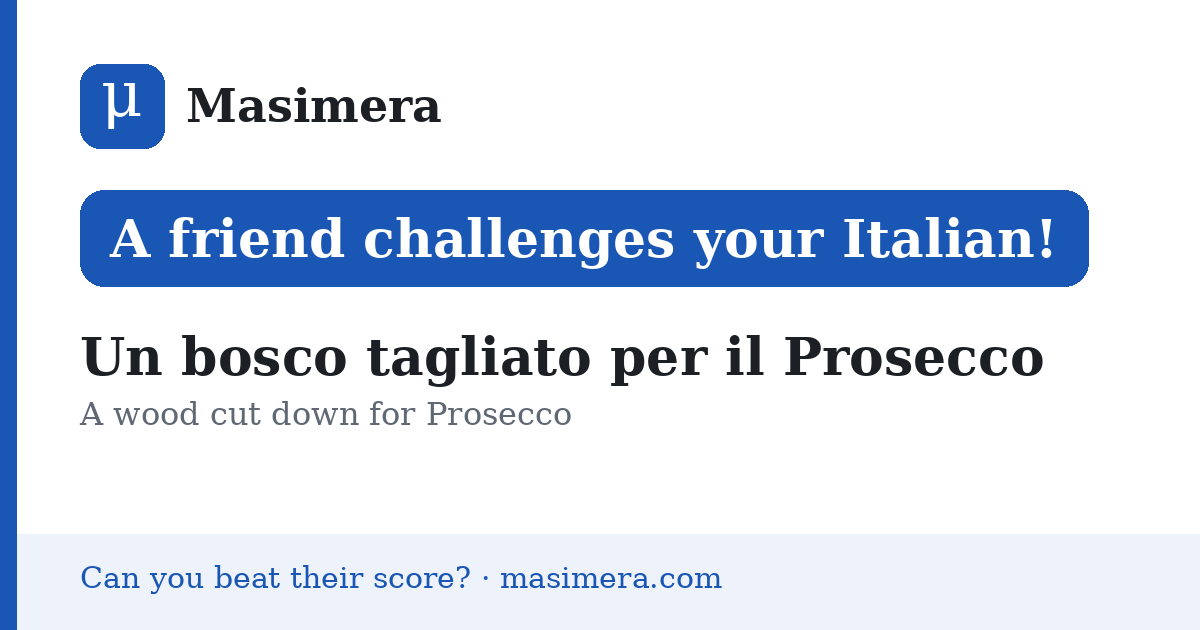 μ Masimera
A friend challenges your Italian!
Un bosco tagliato per il Prosecco
A wood cut down for Prosecco
Can you beat their score? · masimera.com